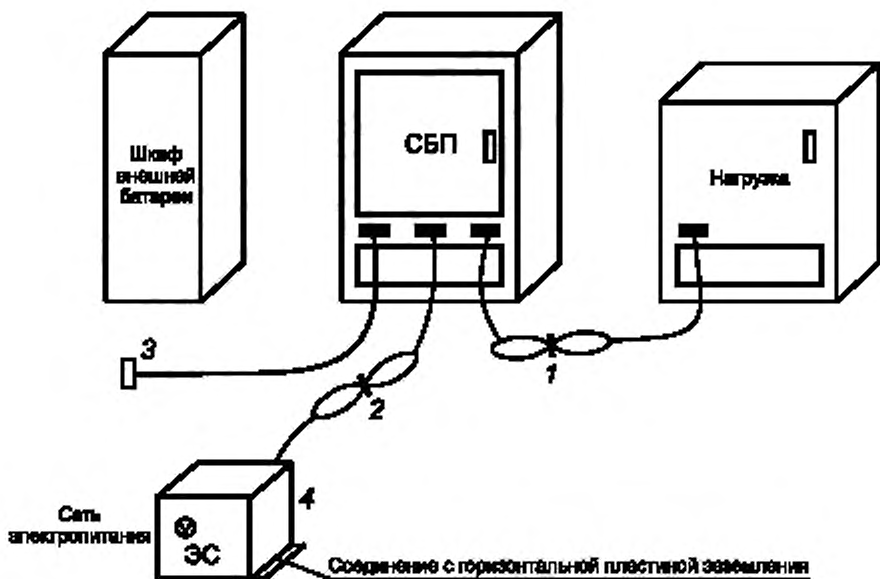 Шкаф
внешней
батареи
СБП
Нагрузка
3
1
2
4
Сеть
электропитания
ЭС
Соединение с горизонтальной пластиной заземления